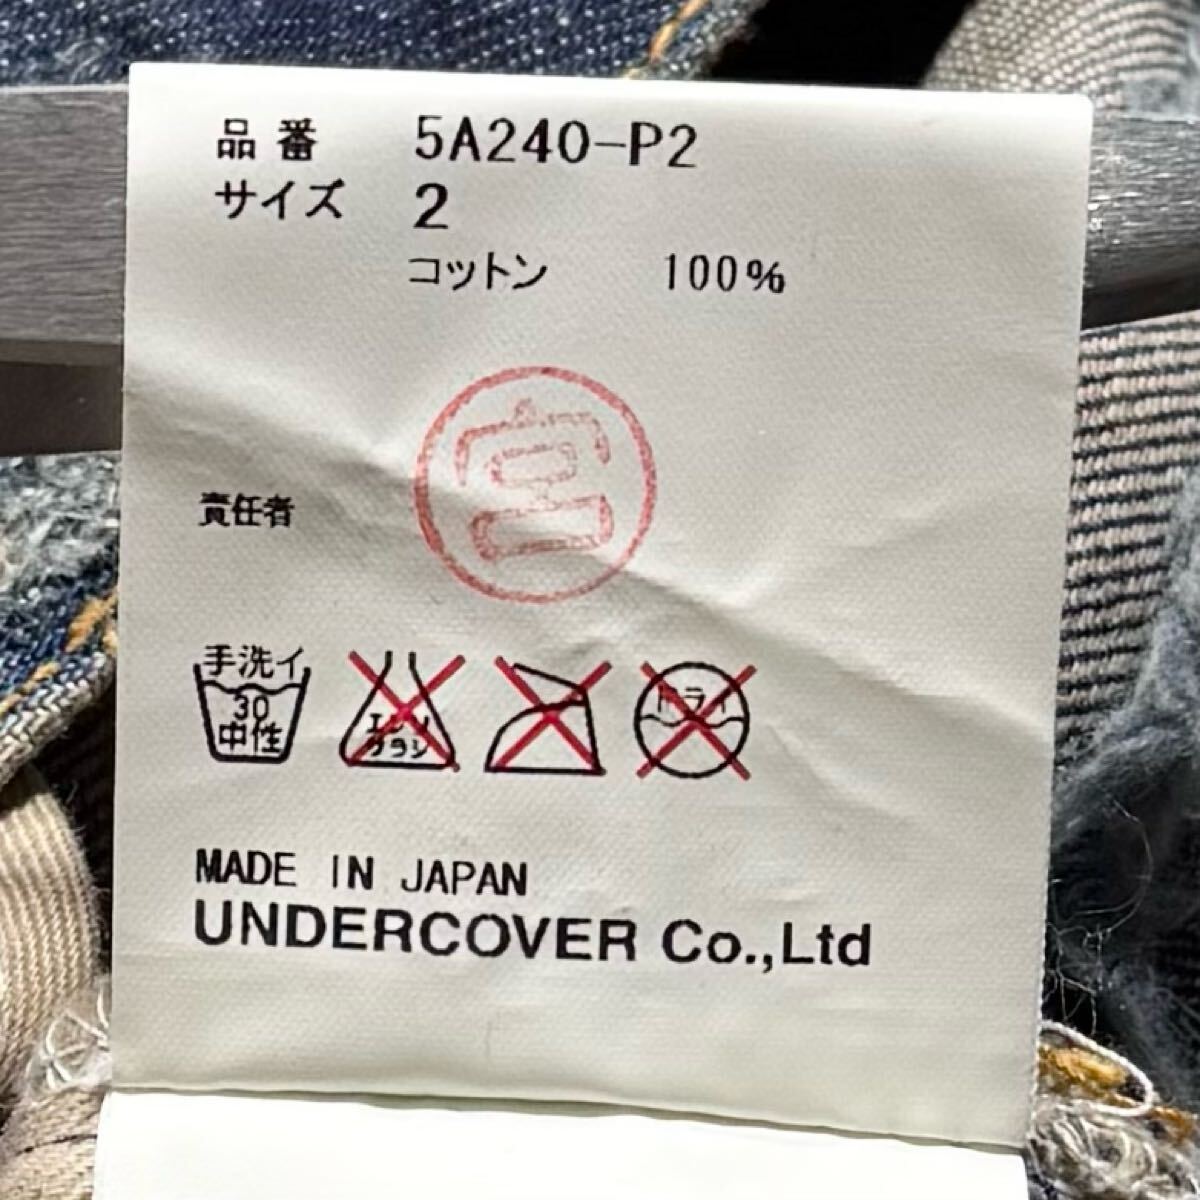 品番 5A240-P2
サイズ 2
コットン 100%
宮
責任者
手洗イ
30
中性
エンソ
サラシ
ドライ
MADE IN JAPAN
UNDERCOVER Co.,Ltd